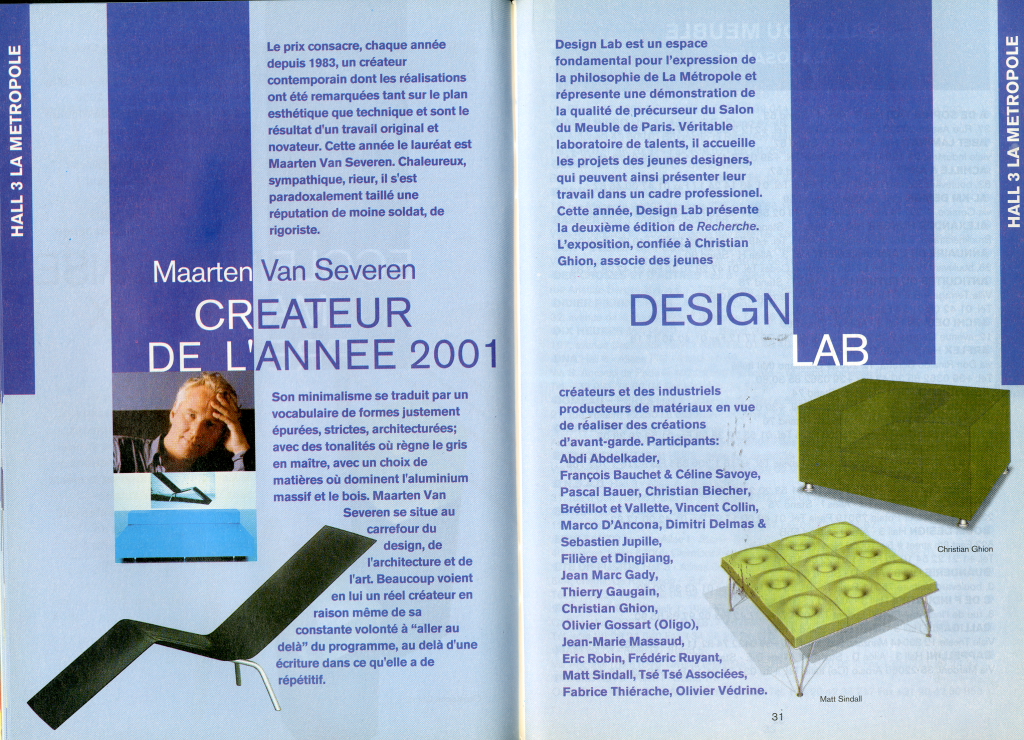 HALL 3 LA METROPOLE
Le prix consacre, chaque année
depuis 1983, un créateur
contemporain dont les réalisations
ont été remarquées tant sur le plan
esthétique que technique et sont le
résultat d'un travail original et
novateur. Cette année le lauréat est
Maarten Van Severen. Chaleureux,
sympathique, rieur, il s'est
paradoxalement taillé une
réputation de moine soldat, de
rigoriste.
Maarten Van Severen
CREATEUR
DE L'ANNEE 2001
Son minimalisme se traduit par un
vocabulaire de formes justement
épurées, strictes, architecturées;
avec des tonalités où règne le gris
en maître, avec un choix de
matières où dominent l'aluminium
massif et le bois. Maarten Van
Severen se situe au
carrefour du
design, de
l'architecture et de
l'art. Beaucoup voient
en lui un réel créateur en
raison même de sa
constante volonté à “aller au
delà” du programme, au delà d'une
écriture dans ce qu'elle a de
répétitif.
Design Lab est un espace
fondamental pour l'expression de
la philosophie de La Métropole et
répresente une démonstration de
la qualité de précurseur du Salon
du Meuble de Paris. Véritable
laboratoire de talents, il accueille
les projets des jeunes designers,
qui peuvent ainsi présenter leur
travail dans un cadre professionel.
Cette année, Design Lab présente
la deuxième édition de Recherche.
L'exposition, confiée à Christian
Ghion, associe des jeunes
DESIGN
LAB
créateurs et des industriels
producteurs de matériaux en vue
de réaliser des créations
d'avant-garde. Participants:
Abdi Abdelkader,
François Bauchet & Céline Savoye,
Pascal Bauer, Christian Biecher,
Brétillot et Vallette, Vincent Collin,
Marco D'Ancona, Dimitri Delmas &
Sebastien Jupille,
Filière et Dingjiang,
Jean Marc Gady,
Thierry Gaugain,
Christian Ghion,
Olivier Gossart (Oligo),
Jean-Marie Massaud,
Eric Robin, Frédéric Ruyant,
Matt Sindall, Tsé Tsé Associées,
Fabrice Thiérache, Olivier Védrine.
Christian Ghion
Matt Sindall
31
HALL 3 LA METROPOLE